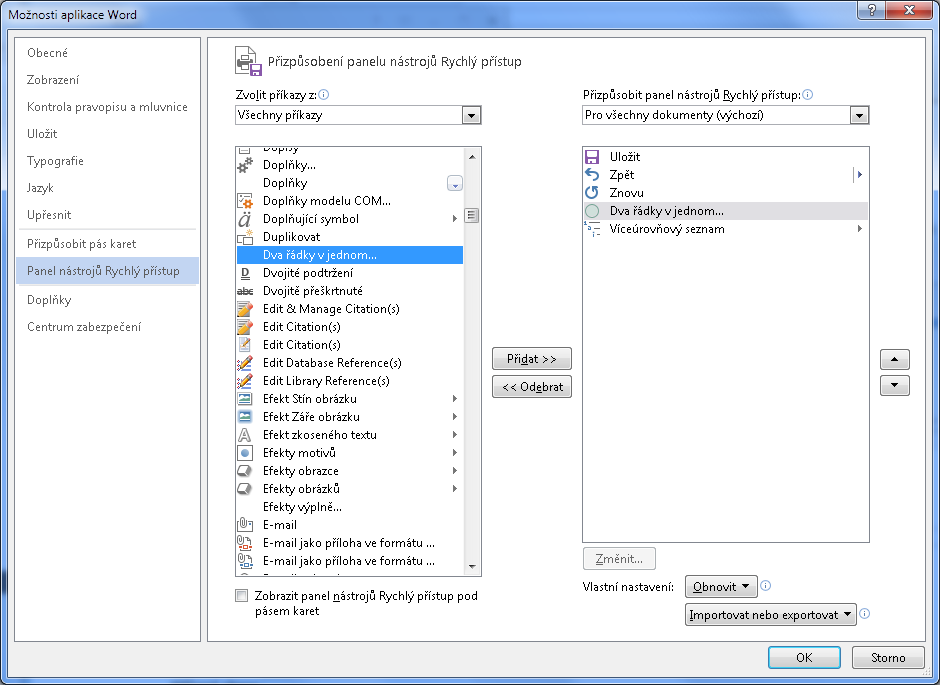 Možnosti aplikace Word
Obecné
Zobrazení
Kontrola pravopisu a mluvnice
Uložit
Typografie
Jazyk
Upřesnit
Přizpůsobit pás karet
Panel nástrojů Rychlý přístup
Doplňky
Centrum zabezpečení
Přizpůsobení panelu nástrojů Rychlý přístup
Zvolit příkazy z:
Všechny příkazy
Dopisy
Doplňky...
Doplňky
Doplňky modelu COM...
Doplňující symbol
Duplikovat
Dva řádky v jednom...
Dvojité podtržení
Dvojitě přeškrtnuté
Edit & Manage Citation(s)
Edit Citation(s)
Edit Citation(s)
Edit Database Reference(s)
Edit Library Reference(s)
Efekt Stín obrázku
Efekt Záře obrázku
Efekt zkoseného textu
Efekty motivů
Efekty obrazce
Efekty obrázků
Efekty výplně...
E-mail
E-mail jako příloha ve formátu ...
E-mail jako příloha ve formátu ...
Zobrazit panel nástrojů Rychlý přístup pod
pásem karet
Přidat >>
<< Odebrat
Přizpůsobit panel nástrojů Rychlý přístup:
Pro všechny dokumenty (výchozí)
Uložit
Zpět
Znovu
Dva řádky v jednom...
Víceúrovňový seznam
Změnit...
Vlastní nastavení:
Obnovit
Importovat nebo exportovat
OK
Storno